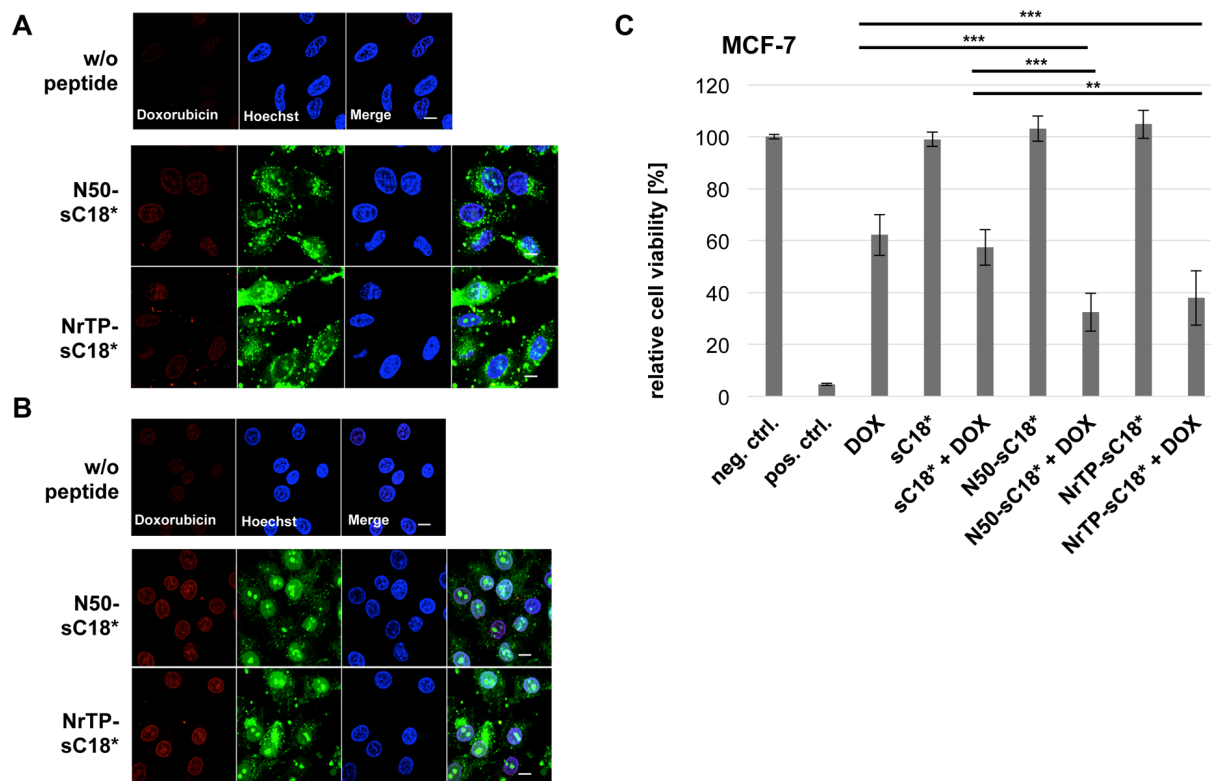 A
w/o
peptide
Doxorubicin
Hoechst
Merge
N50-
sC18*
NrTP-
sC18*
B
w/o
peptide
Doxorubicin
Hoechst
Merge
N50-
sC18*
NrTP-
sC18*
C
MCF-7
***
***
***
**
relative cell viability [%]
120
100
80
60
40
20
0
neg. ctrl.
pos. ctrl.
DOX
sC18*
sC18* + DOX
N50-sC18*
N50-sC18* + DOX
NrTP-sC18*
NrTP-sC18* + DOX